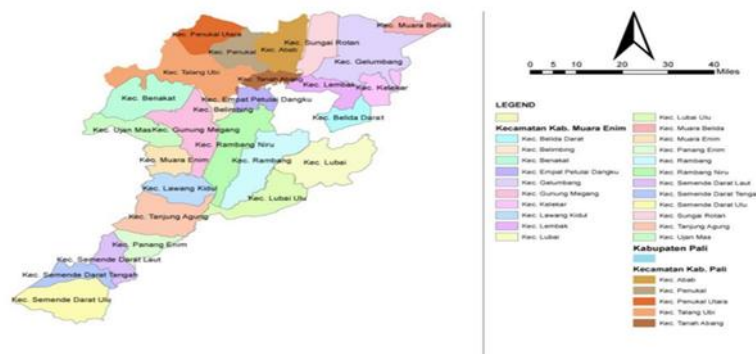 Kec. Muara Belida
Kec. Penukal Utara
Kec. Penukal
Kec. Abab
Kec. Sungai Rotan
Kec. Gelumbang
Kec. Talang Ubi
Kec. Tanah Abang
Kec. Lembak
Kec. Kelekar
Kec. Benakat
Kec. Empat Petulai Dangku
Kec. Belimbing
Kec. Belida Darat
Kec. Ujan Mas
Kec. Gunung Megang
Kec. Rambang Niru
Kec. Muara Enim
Kec. Rambang
Kec. Lubai
Kec. Lawang Kidul
Kec. Lubai Ulu
Kec. Tanjung Agung
Kec. Panang Enim
Kec. Semende Darat Laut
Kec. Semende Darat Tengah
Kec. Semende Darat Ulu
0 5 10 20 30 40
Miles
LEGEND
Kecamatan Kab. Muara Enim
Kec. Belida Darat
Kec. Belimbing
Kec. Benakat
Kec. Empat Petulai Dangku
Kec. Gelumbang
Kec. Gunung Megang
Kec. Kelekar
Kec. Lawang Kidul
Kec. Lembak
Kec. Lubai
Kec. Lubai Ulu
Kec. Muara Belida
Kec. Muara Enim
Kec. Panang Enim
Kec. Rambang
Kec. Rambang Niru
Kec. Semende Darat Laut
Kec. Semende Darat Tenga
Kec. Semende Darat Ulu
Kec. Sungai Rotan
Kec. Tanjung Agung
Kec. Ujan Mas
Kabupaten Pali
Kecamatan Kab. Pali
Kec. Abab
Kec. Penukal
Kec. Penukal Utara
Kec. Talang Ubi
Kec. Tanah Abang